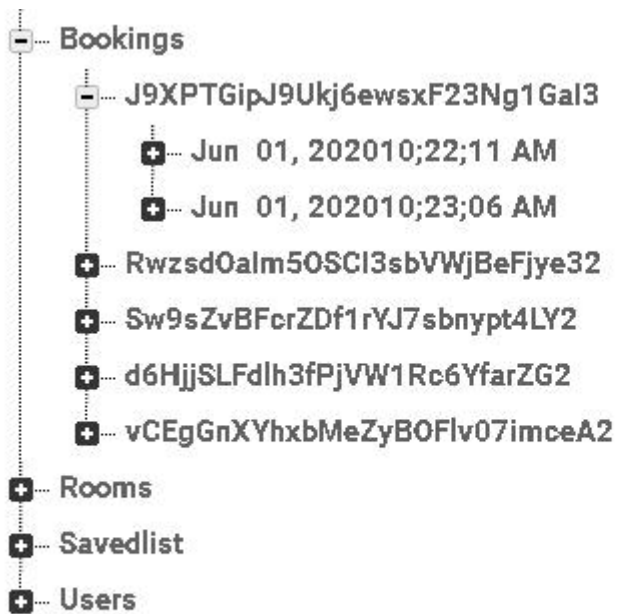 Bookings
J9XPTGipJ9Ukj6ewsxF23Ng1Gal3
Jun 01, 202010;22;11 AM
Jun 01, 202010;23;06 AM
RwzsdOalm5OSCl3sbVWjBeFjye32
Sw9sZvBFcrZDf1rYJ7sbnypt4LY2
d6HjjSLFdlh3fPjVW1Rc6YfarZG2
vCEgGnXYhxbMeZyBOFlv07imceA2
Rooms
Savedlist
Users